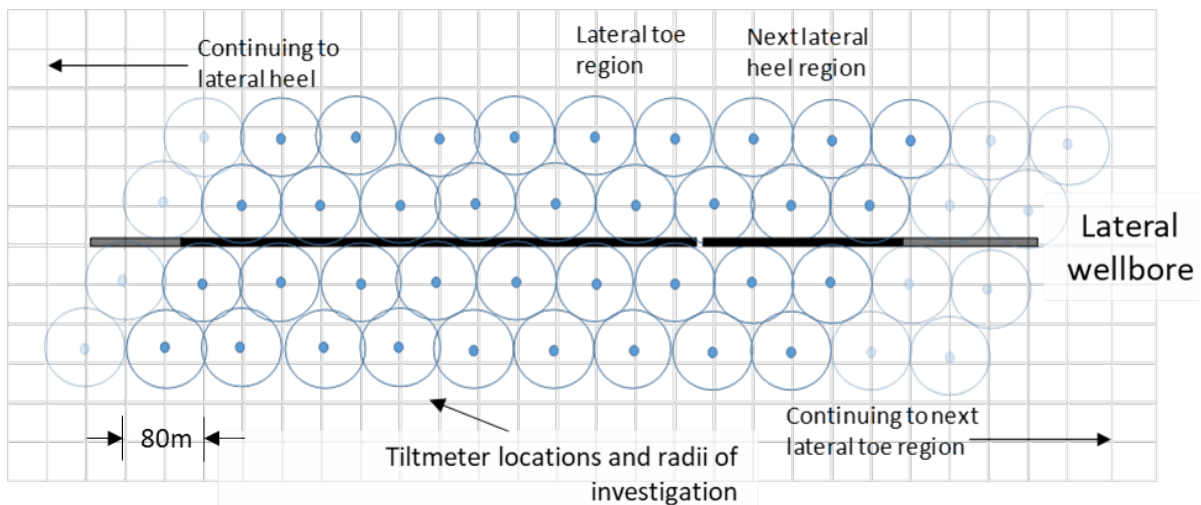 Continuing to
lateral heel
Lateral toe
region
Next lateral
heel region
Lateral
wellbore
80m
Tiltmeter locations and radii of
investigation
Continuing to next
lateral toe region